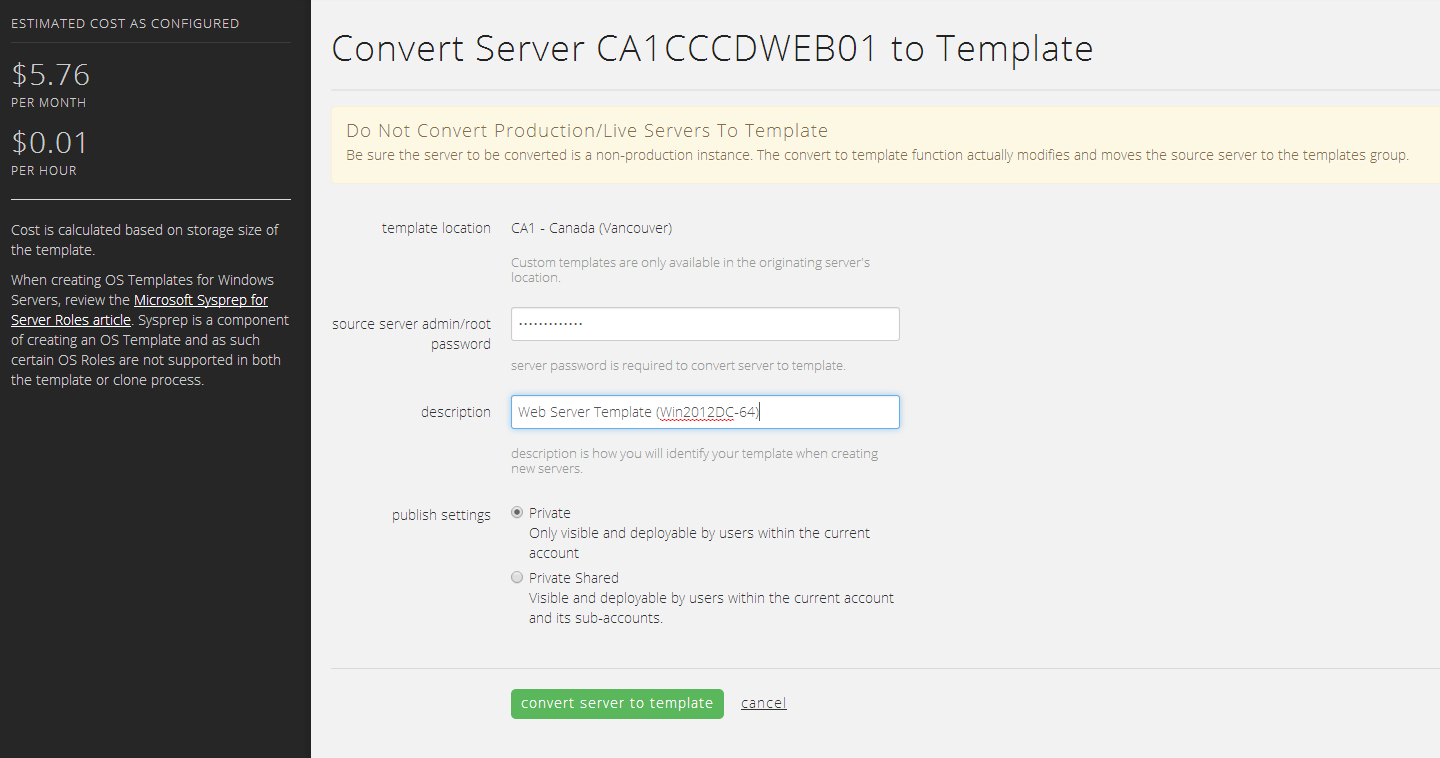 ESTIMATED COST AS CONFIGURED
$5.76
PER MONTH
$0.01
PER HOUR
Cost is calculated based on storage size of
the template.
When creating OS Templates for Windows
Servers, review the Microsoft Sysprep for
Server Roles article. Sysprep is a component
of creating an OS Template and as such
certain OS Roles are not supported in both
the template or clone process.
Convert Server CA1CCCDWEB01 to Template
Do Not Convert Production/Live Servers To Template
Be sure the server to be converted is a non-production instance. The convert to template function actually modifies and moves the source server to the templates group.
template location CA1 - Canada (Vancouver)
Custom templates are only available in the originating server's
location.
source server admin/root
password
•••••••••••••
server password is required to convert server to template.
description Web Server Template (Win2012DC-64)
description is how you will identify your template when creating
new servers.
publish settings Private
Only visible and deployable by users within the current
account
Private Shared
Visible and deployable by users within the current account
and its sub-accounts.
convert server to template cancel